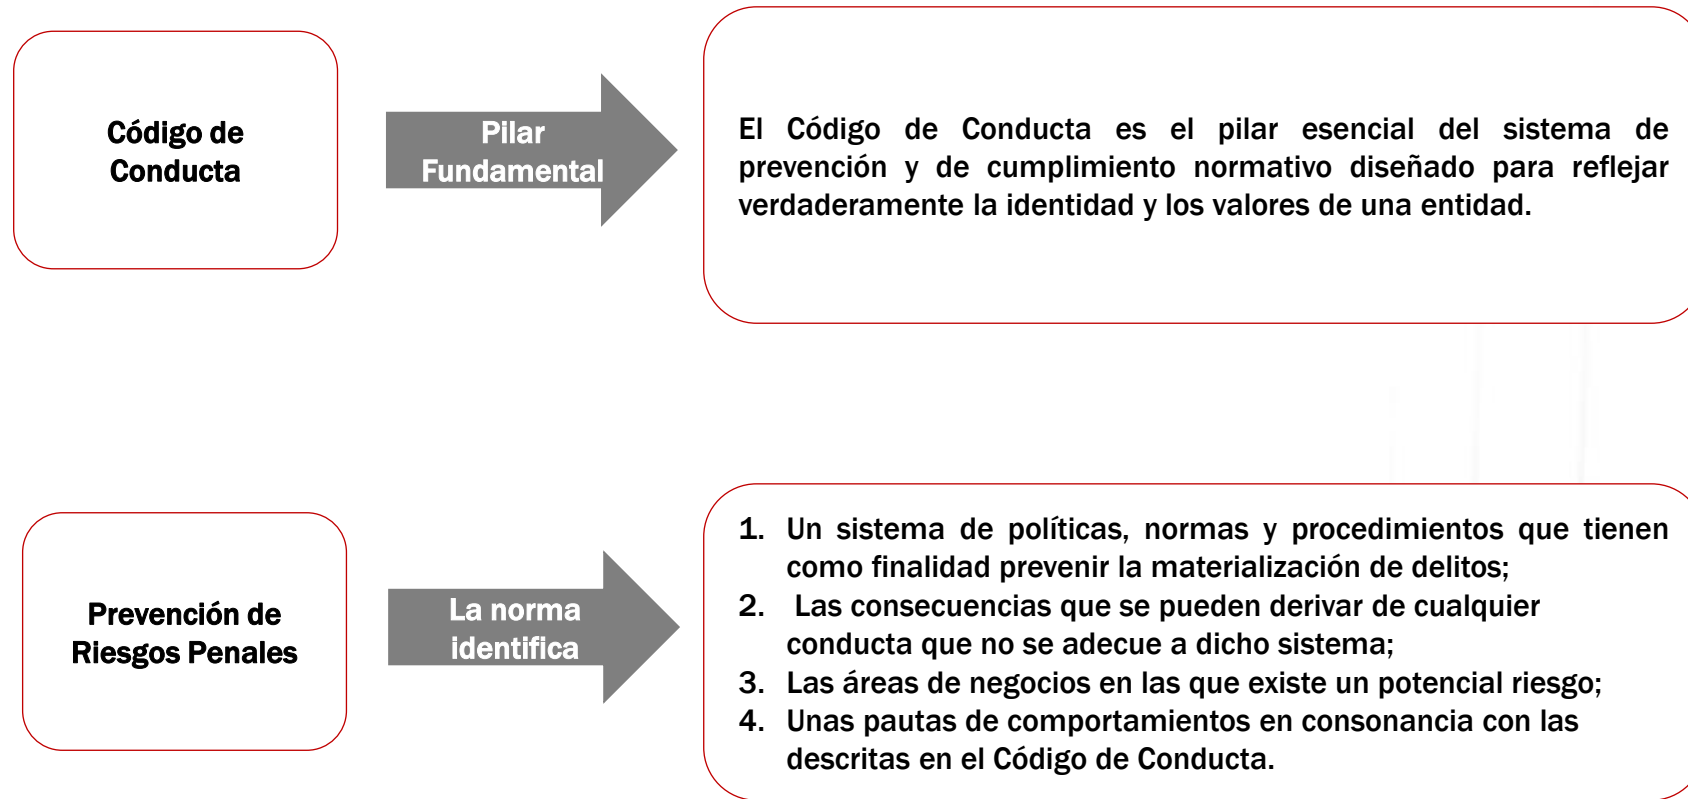 Código de
Conducta
Pilar
Fundamental
El Código de Conducta es el pilar esencial del sistema de
prevención y de cumplimiento normativo diseñado para reflejar
verdaderamente la identidad y los valores de una entidad.
Prevención de
Riesgos Penales
La norma
identifica
1. Un sistema de políticas, normas y procedimientos que tienen
como finalidad prevenir la materialización de delitos;
2. Las consecuencias que se pueden derivar de cualquier
conducta que no se adecue a dicho sistema;
3. Las áreas de negocios en las que existe un potencial riesgo;
4. Unas pautas de comportamientos en consonancia con las
descritas en el Código de Conducta.